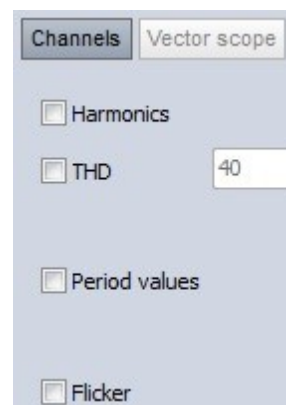 Channels Vector scope
Harmonics
THD 40
Period values
Flicker